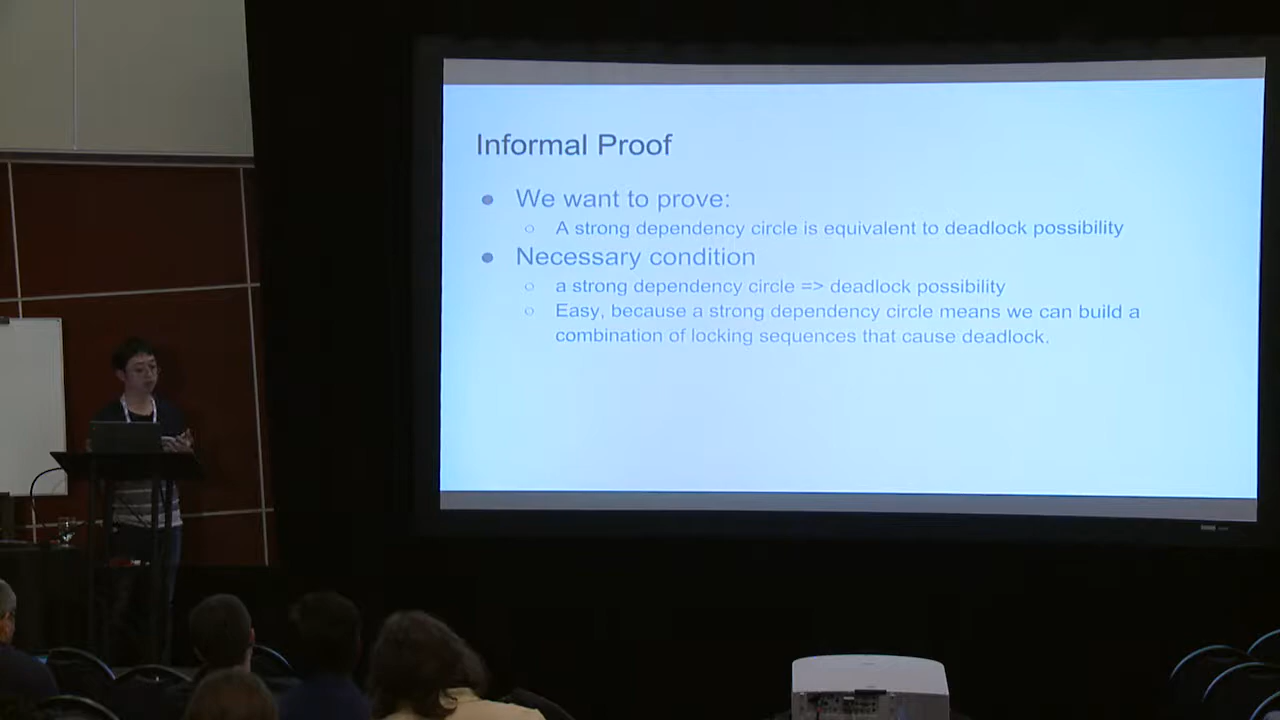 Informal Proof
● We want to prove:
○ A strong dependency circle is equivalent to deadlock possibility
● Necessary condition
○ a strong dependency circle => deadlock possibility
○ Easy, because a strong dependency circle means we can build a
combination of locking sequences that cause deadlock.